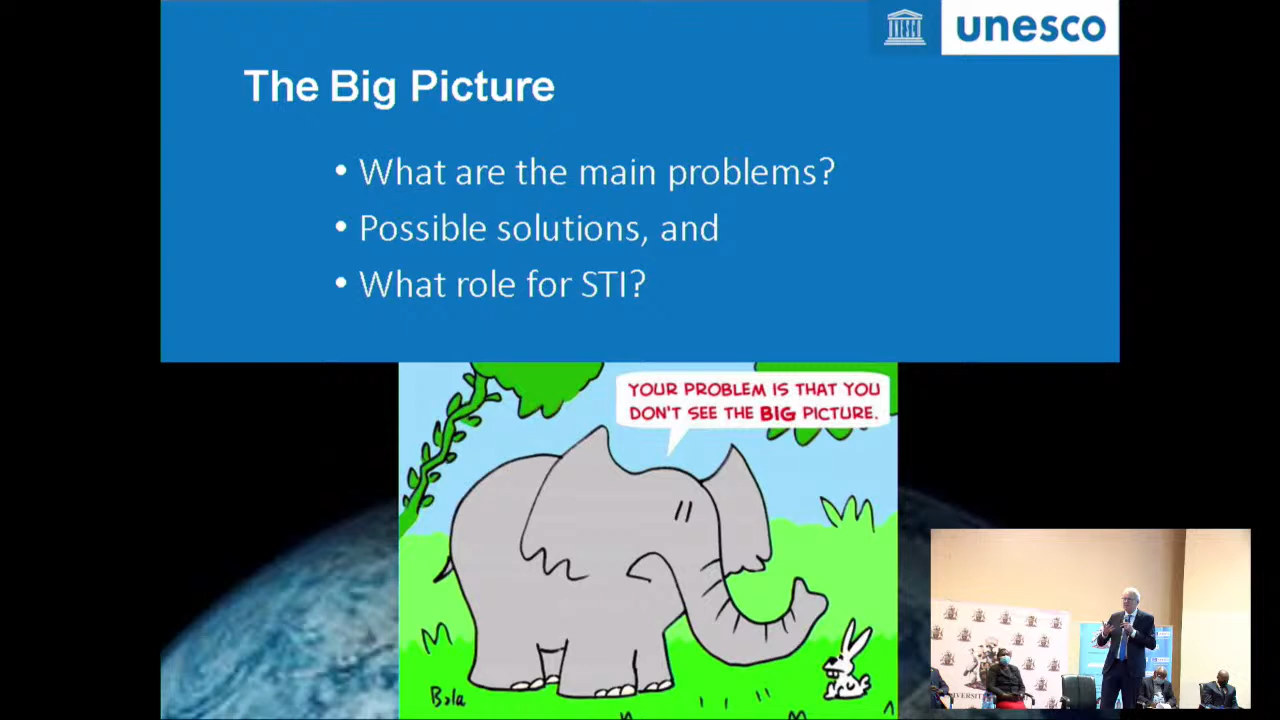 unesco
The Big Picture
• What are the main problems?
• Possible solutions, and
• What role for STI?
YOUR PROBLEM IS THAT YOU
DON'T SEE THE BIG PICTURE.